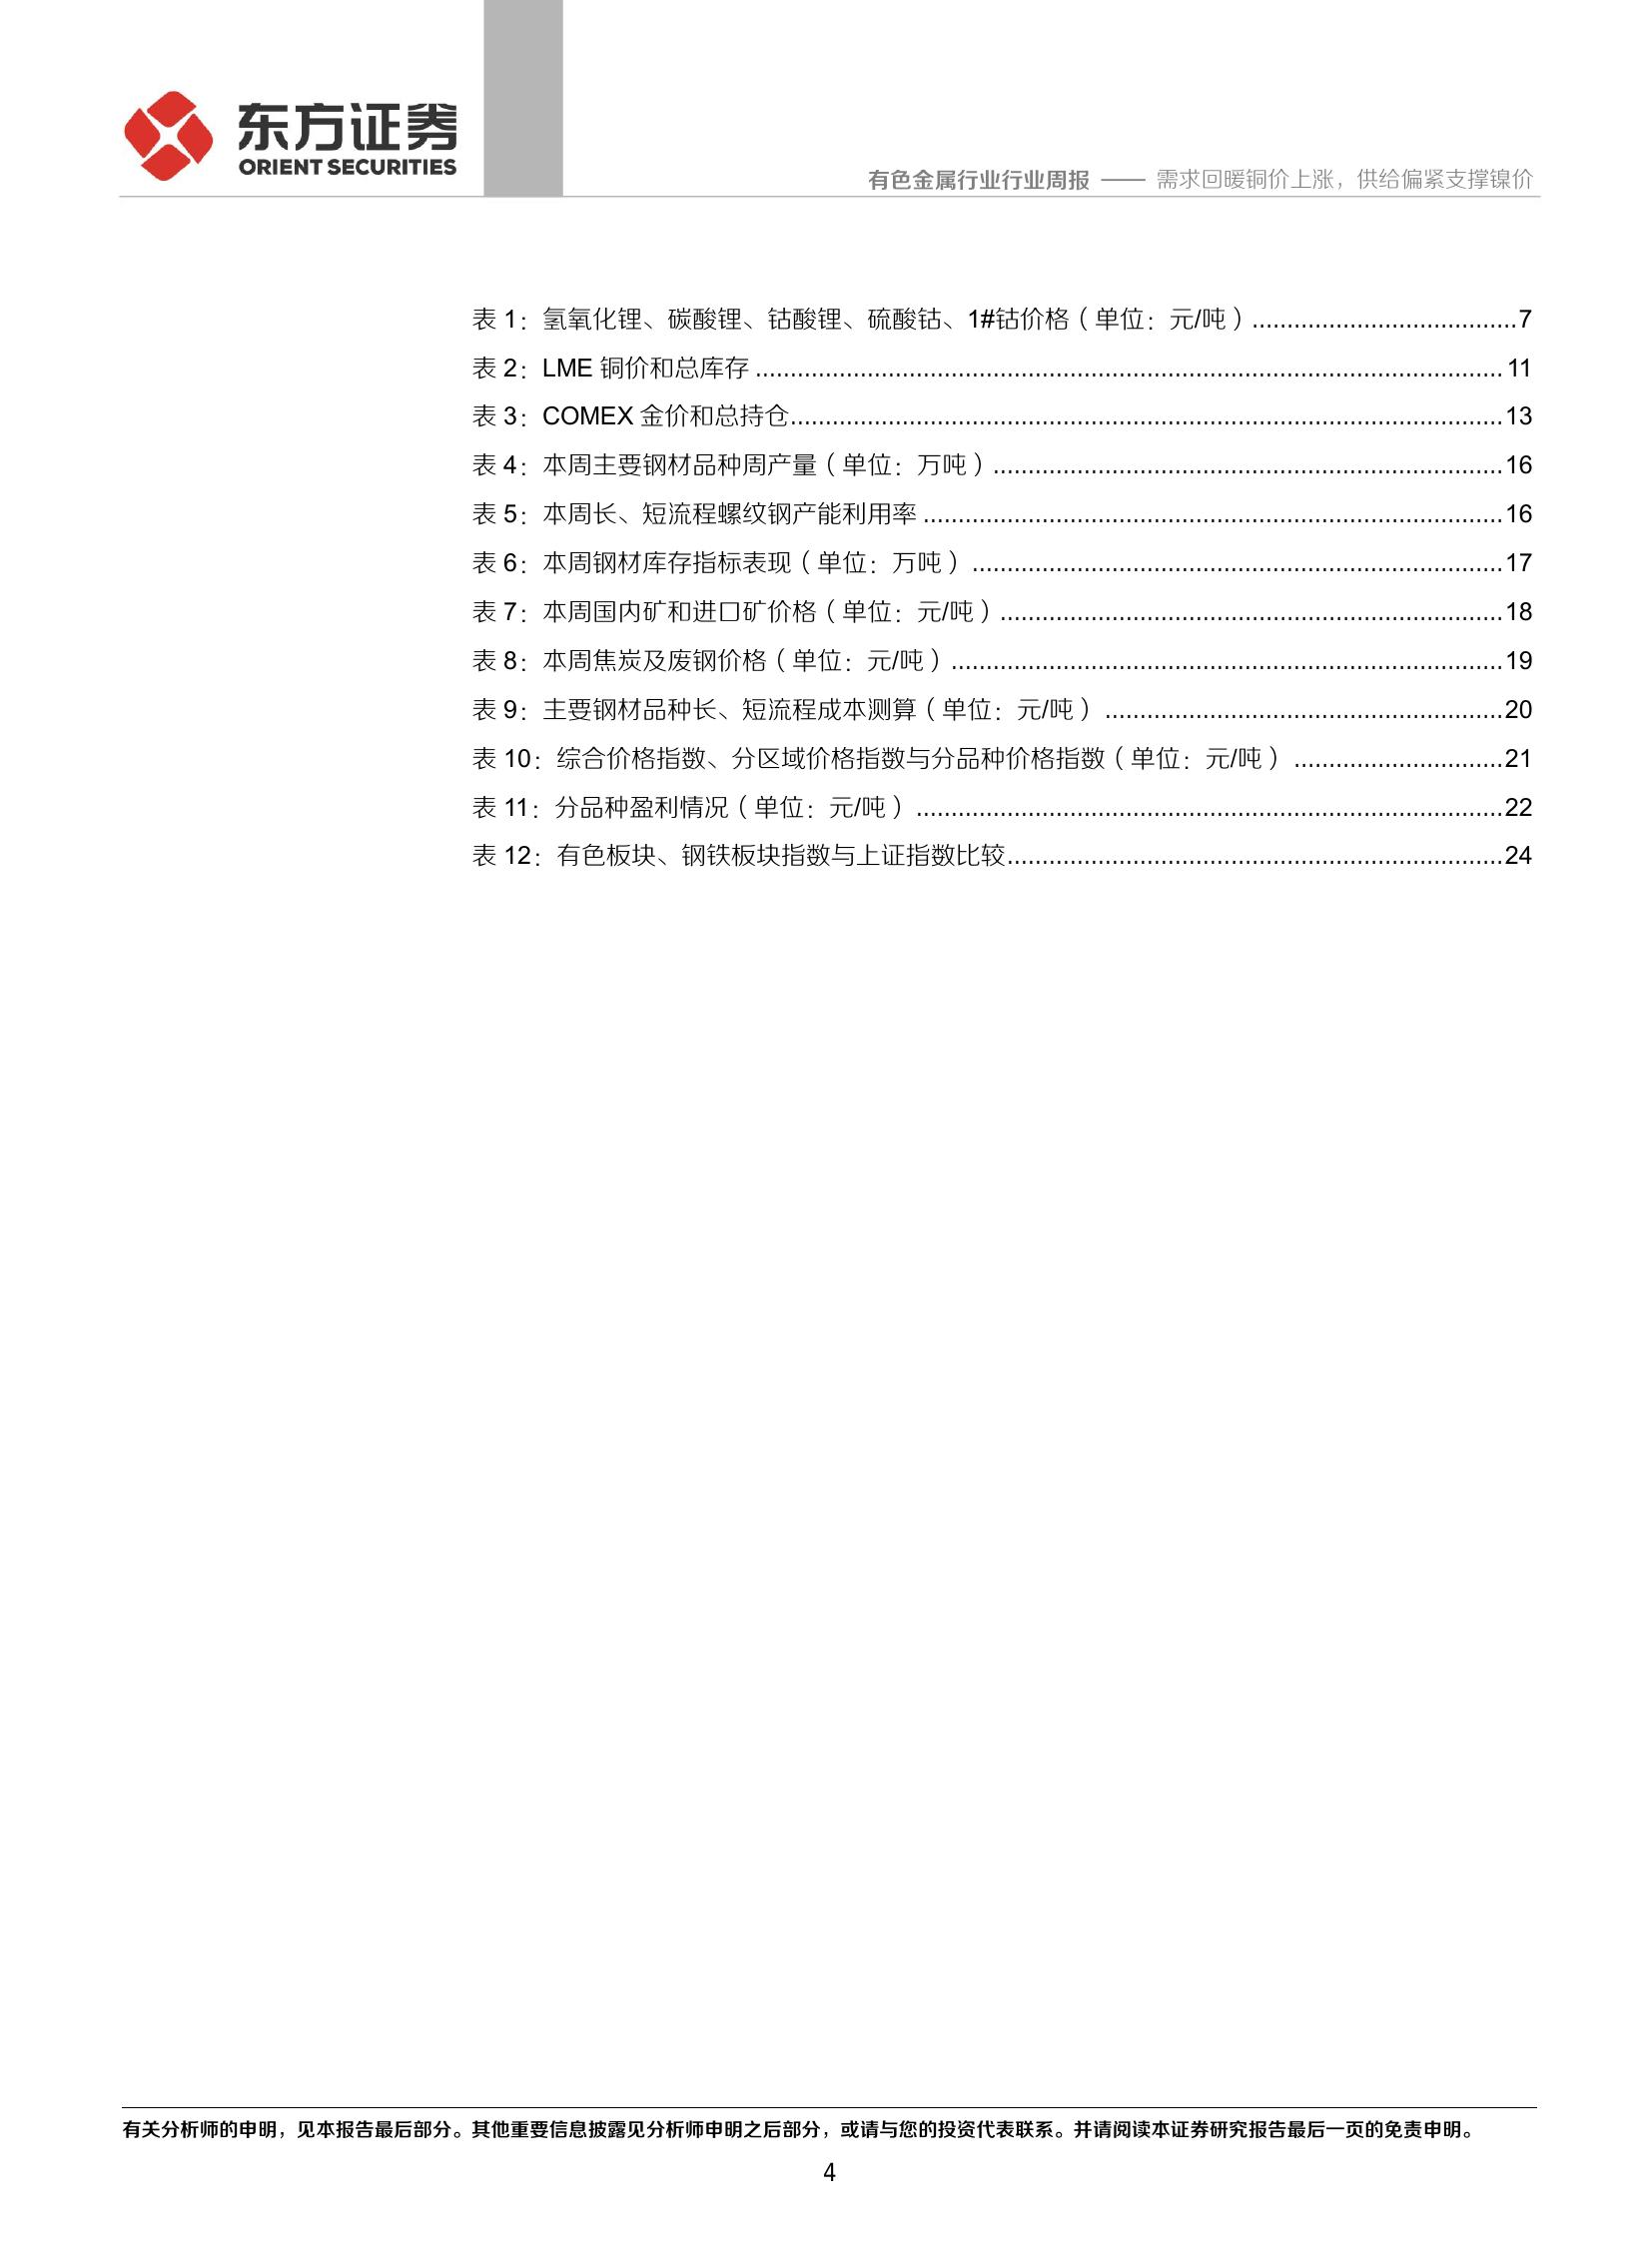 东方证券
ORIENT SECURITIES
有色金属行业行业周报 —— 需求回暖铜价上涨，供给偏紧支撑镍价
表 1：氢氧化锂、碳酸锂、钴酸锂、硫酸钴、1#钴价格（单位：元/吨）......................................7
表 2：LME 铜价和总库存 ........................................................................................................... 11
表 3：COMEX 金价和总持仓......................................................................................................13
表 4：本周主要钢材品种周产量（单位：万吨）.........................................................................16
表 5：本周长、短流程螺纹钢产能利用率 ...................................................................................16
表 6：本周钢材库存指标表现（单位：万吨）............................................................................17
表 7：本周国内矿和进口矿价格（单位：元/吨）........................................................................18
表 8：本周焦炭及废钢价格（单位：元/吨）...............................................................................19
表 9：主要钢材品种长、短流程成本测算（单位：元/吨） .........................................................20
表 10：综合价格指数、分区域价格指数与分品种价格指数（单位：元/吨） ..............................21
表 11：分品种盈利情况（单位：元/吨） ....................................................................................22
表 12：有色板块、钢铁板块指数与上证指数比较.......................................................................24
有关分析师的申明，见本报告最后部分。其他重要信息披露见分析师申明之后部分，或请与您的投资代表联系。并请阅读本证券研究报告最后一页的免责申明。
4